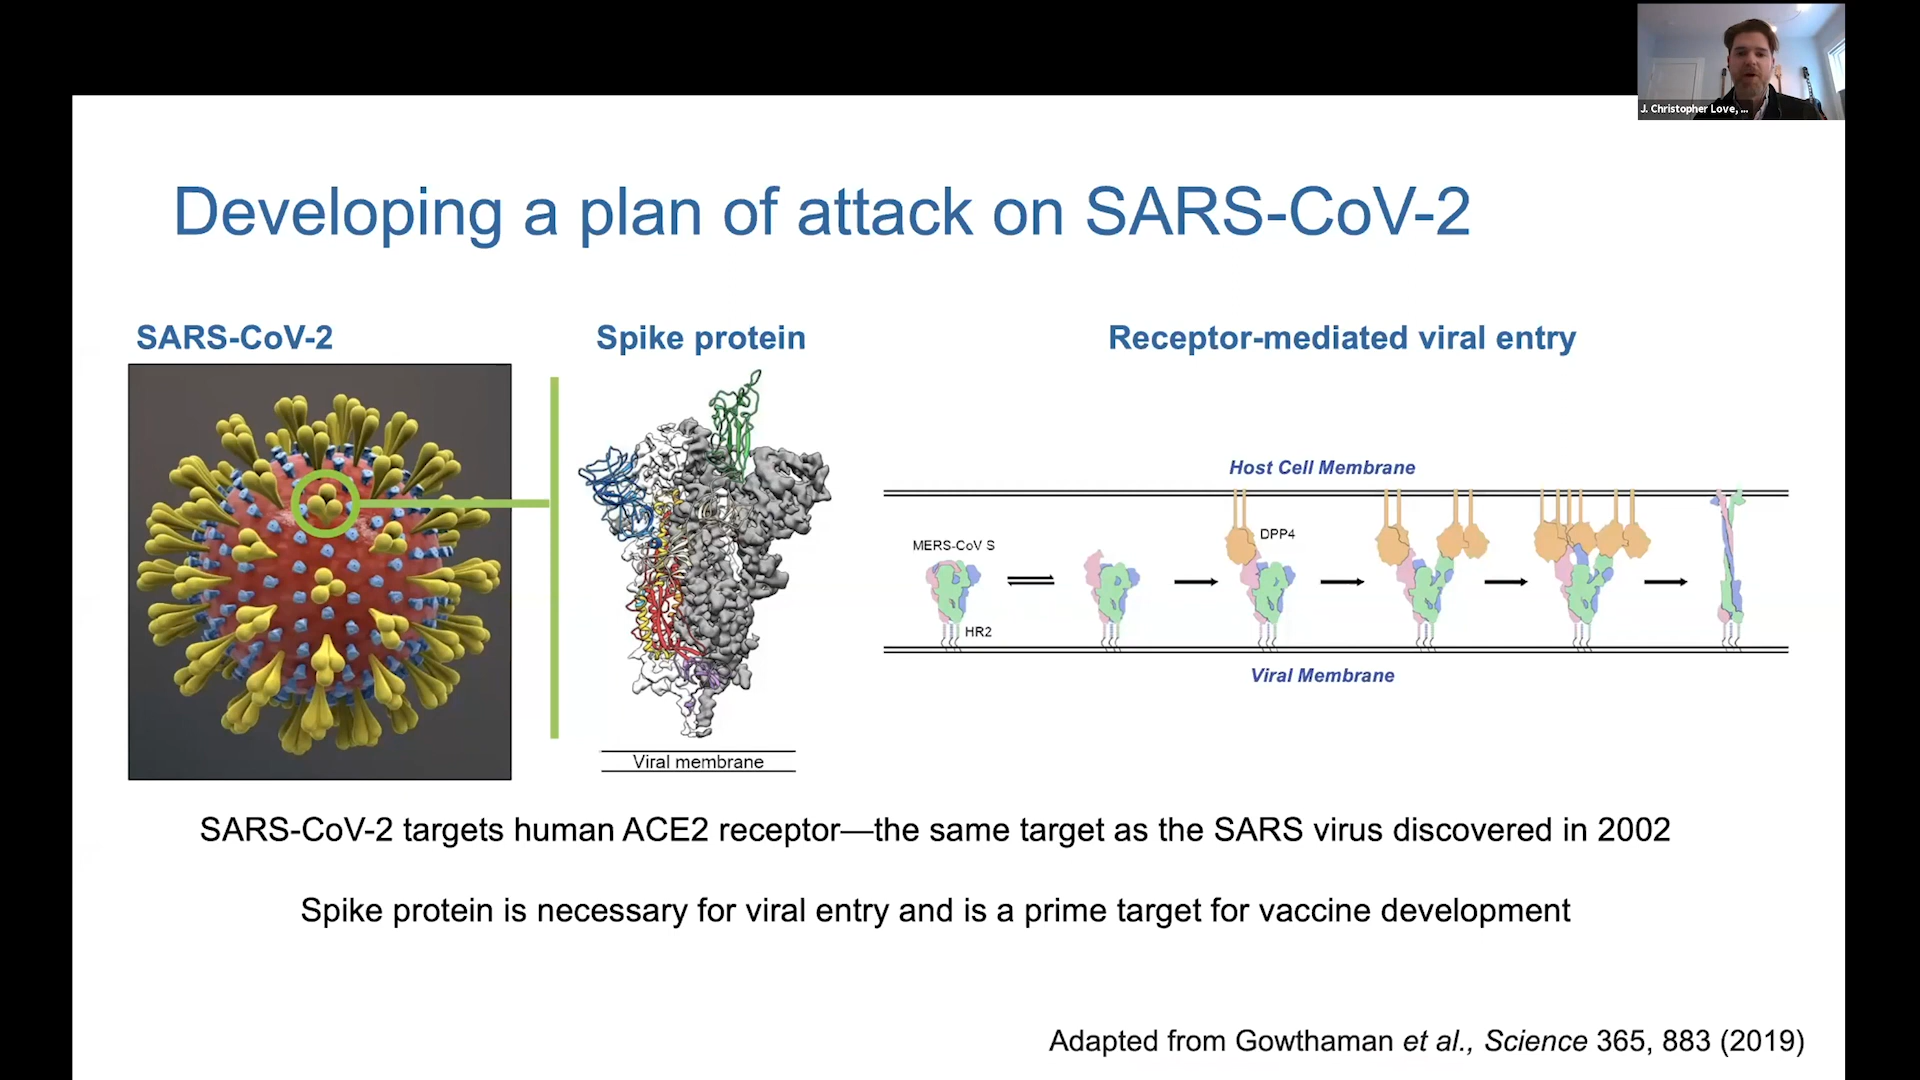 J. Christopher Love, ...
Developing a plan of attack on SARS-CoV-2
SARS-CoV-2
Spike protein
Receptor-mediated viral entry
Host Cell Membrane
DPP4
MERS-CoV S
HR2
Viral Membrane
Viral membrane
SARS-CoV-2 targets human ACE2 receptor—the same target as the SARS virus discovered in 2002
Spike protein is necessary for viral entry and is a prime target for vaccine development
Adapted from Gowthaman et al., Science 365, 883 (2019)